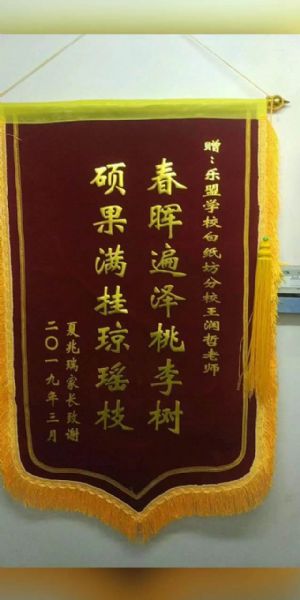 赠：乐盟学校白纸坊分校王润哲老师
春晖遍泽桃李树
硕果满挂琼瑶枝
夏兆瑞家长致谢
二〇一九年三月